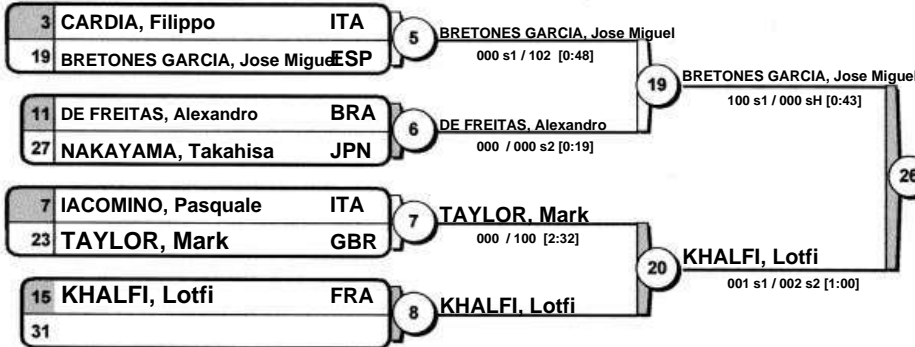 3 CARDIA, Filippo ITA
19 BRETONES GARCIA, Jose Miguel ESP
5
BRETONES GARCIA, Jose Miguel
000 s1 / 102 [0:48]
11 DE FREITAS, Alexandro BRA
27 NAKAYAMA, Takahisa JPN
6
DE FREITAS, Alexandro
000 / 000 s2 [0:19]
19
BRETONES GARCIA, Jose Miguel
100 s1 / 000 sH [0:43]
7 IACOMINO, Pasquale ITA
23 TAYLOR, Mark GBR
7
TAYLOR, Mark
000 / 100 [2:32]
15 KHALFI, Lotfi FRA
31
8
KHALFI, Lotfi
20
KHALFI, Lotfi
001 s1 / 002 s2 [1:00]
26